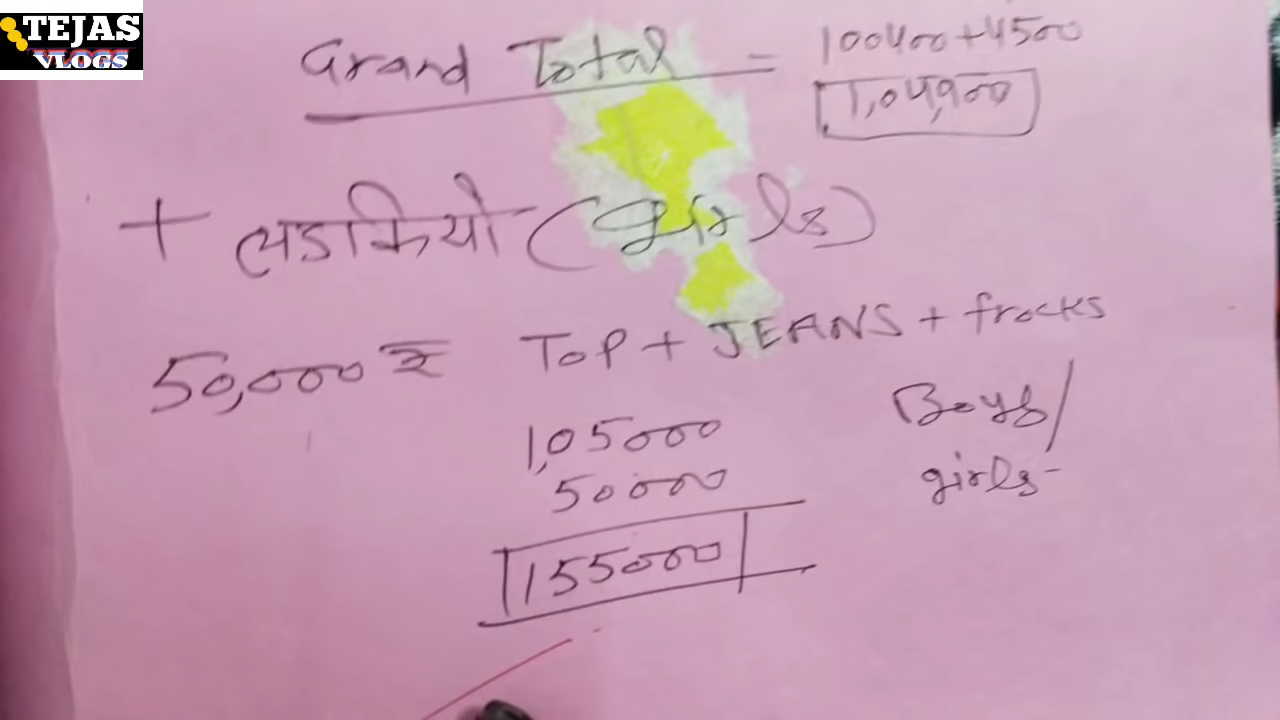 TEJAS
VLOGS
Grand Total = 100400+4500
1,04,900
+ लडकियो (Girls)
50,000 ₹ Top + JEANS + frocks
1,05000
50000
155000
Boys/
girls-